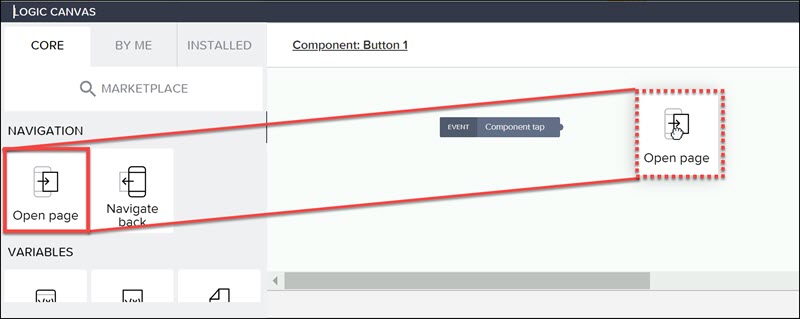 LOGIC CANVAS
CORE
BY ME
INSTALLED
MARKETPLACE
Component: Button 1
NAVIGATION
EVENT
Component tap
Open page
Open page
Navigate
back
VARIABLES